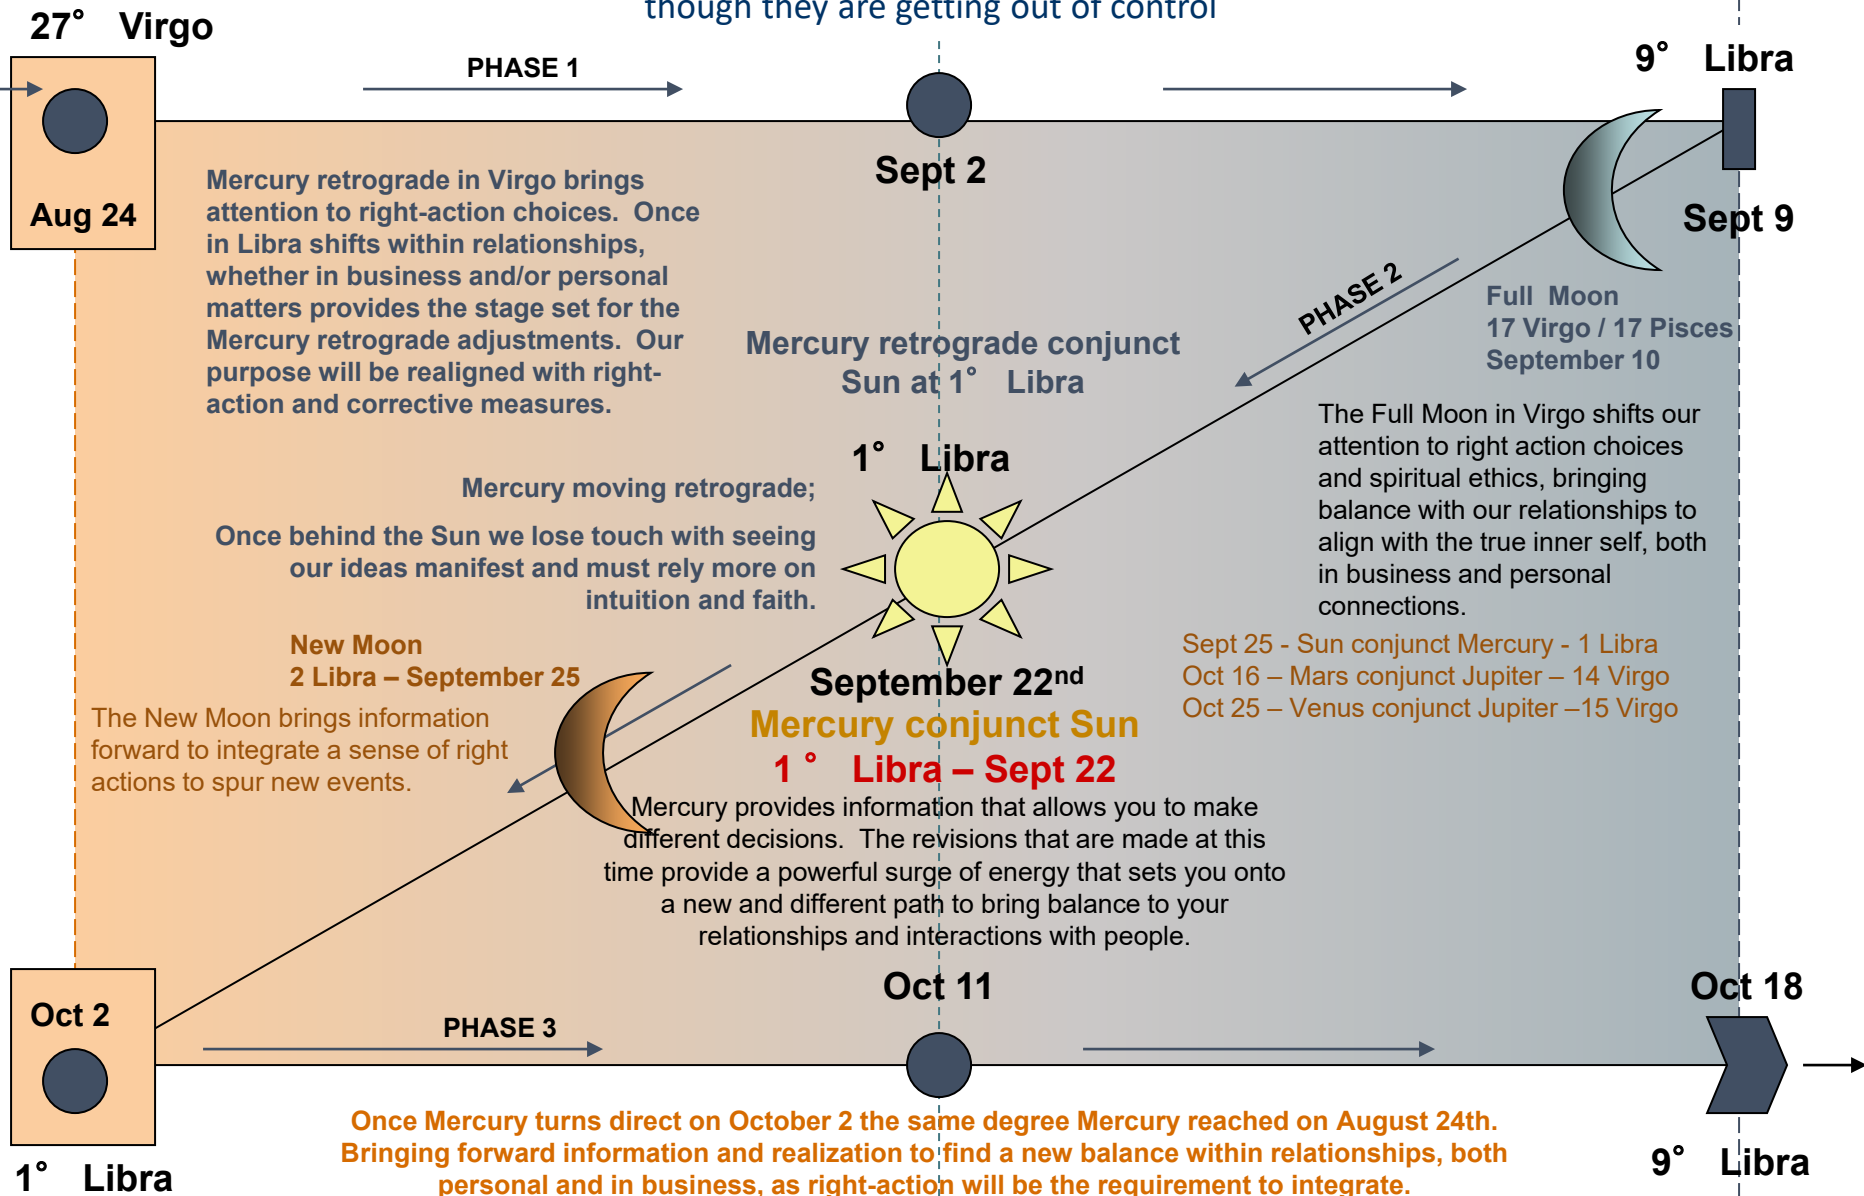 though they are getting out of control
27° Virgo
PHASE 1
9° Libra
Aug 24
Sept 2
Sept 9
Mercury retrograde in Virgo brings
attention to right-action choices. Once
in Libra shifts within relationships,
whether in business and/or personal
matters provides the stage set for the
Mercury retrograde adjustments. Our
purpose will be realigned with right-
action and corrective measures.
PHASE 2
Full Moon
17 Virgo / 17 Pisces
September 10
Mercury retrograde conjunct
Sun at 1° Libra
The Full Moon in Virgo shifts our
attention to right action choices
and spiritual ethics, bringing
balance with our relationships to
align with the true inner self, both
in business and personal
connections.
1° Libra
Mercury moving retrograde;
Once behind the Sun we lose touch with seeing
our ideas manifest and must rely more on
intuition and faith.
New Moon
2 Libra – September 25
The New Moon brings information
forward to integrate a sense of right
actions to spur new events.
Sept 25 - Sun conjunct Mercury - 1 Libra
Oct 16 – Mars conjunct Jupiter – 14 Virgo
Oct 25 – Venus conjunct Jupiter –15 Virgo
September 22nd
Mercury conjunct Sun
1 ° Libra – Sept 22
Mercury provides information that allows you to make
different decisions. The revisions that are made at this
time provide a powerful surge of energy that sets you onto
a new and different path to bring balance to your
relationships and interactions with people.
Oct 2
PHASE 3
Oct 11
Oct 18
1° Libra
Once Mercury turns direct on October 2 the same degree Mercury reached on August 24th.
Bringing forward information and realization to find a new balance within relationships, both
personal and in business, as right-action will be the requirement to integrate.
9° Libra